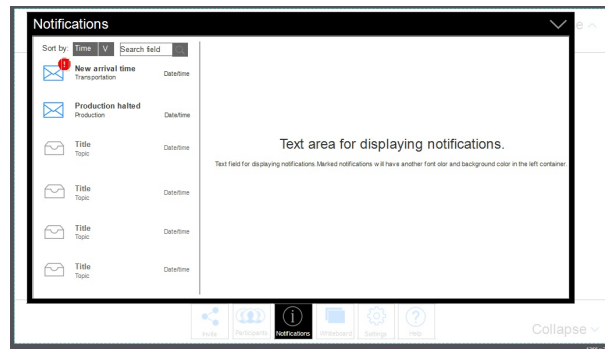 Notifications
Sort by: Time V Search field
New arrival time
Transportation Date/time
Production halted
Production Date/time
Title
Topic Date/time
Title
Topic Date/time
Title
Topic Date/time
Title
Topic Date/time
Text area for displaying notifications.
Text field for displaying notifications.Marked notifications will have another font olor and background color in the left container.
Invite Participants Notifications Whiteboard Settings Help
Collapse